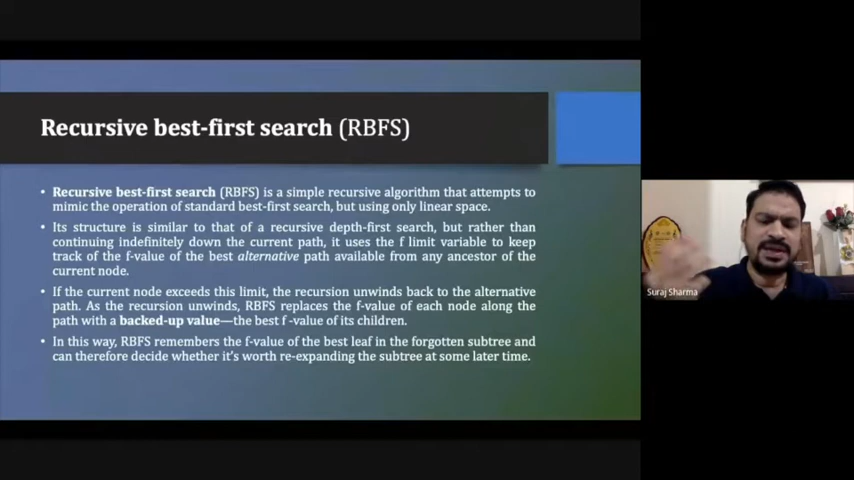 Recursive best-first search (RBFS)
• Recursive best-first search (RBFS) is a simple recursive algorithm that attempts to
mimic the operation of standard best-first search, but using only linear space.
• Its structure is similar to that of a recursive depth-first search, but rather than
continuing indefinitely down the current path, it uses the f limit variable to keep
track of the f-value of the best alternative path available from any ancestor of the
current node.
• If the current node exceeds this limit, the recursion unwinds back to the alternative
path. As the recursion unwinds, RBFS replaces the f-value of each node along the
path with a backed-up value—the best f -value of its children.
• In this way, RBFS remembers the f-value of the best leaf in the forgotten subtree and
can therefore decide whether it's worth re-expanding the subtree at some later time.
Suraj Sharma